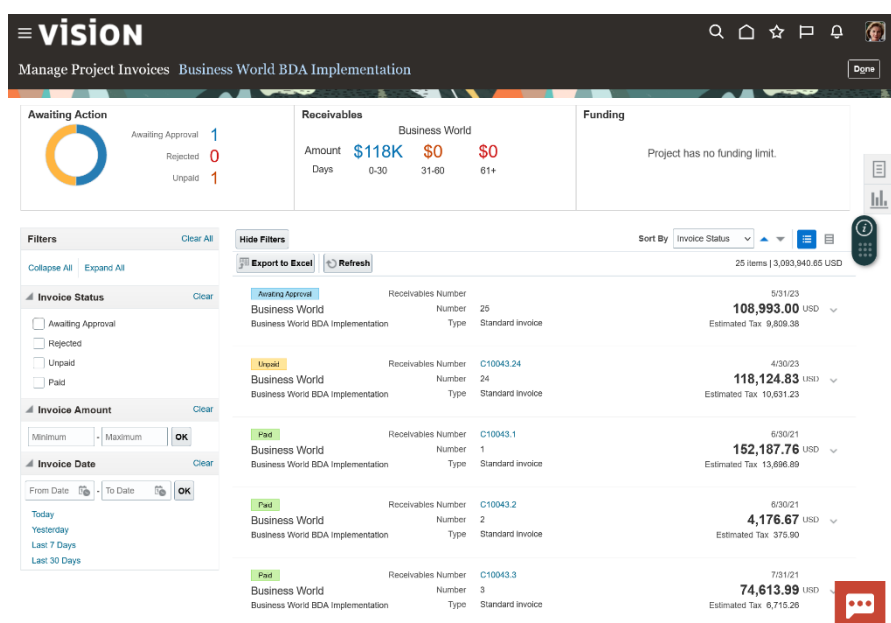 vision
Manage Project Invoices Business World BDA Implementation
Done
Awaiting Action
Awaiting Approval 1
Rejected 0
Unpaid 1
Receivables
Business World
Amount $118K $0 $0
Days 0-30 31-60 61+
Funding
Project has no funding limit.
Filters Clear All
Collapse All Expand All
Invoice Status Clear
Awaiting Approval
Rejected
Unpaid
Paid
Invoice Amount Clear
Minimum - Maximum OK
Invoice Date Clear
From Date - To Date OK
Today
Yesterday
Last 7 Days
Last 30 Days
Hide Filters
Sort By Invoice Status
Export to Excel Refresh
25 items | 3,093,940.65 USD
Awaiting Approval Receivables Number 5/31/23
Business World Number 25 108,993.00 USD
Business World BDA Implementation Type Standard invoice Estimated Tax 9,809.38
Unpaid Receivables Number C10043.24 4/30/23
Business World Number 24 118,124.83 USD
Business World BDA Implementation Type Standard invoice Estimated Tax 10,631.23
Paid Receivables Number C10043.1 6/30/21
Business World Number 1 152,187.76 USD
Business World BDA Implementation Type Standard invoice Estimated Tax 13,696.89
Paid Receivables Number C10043.2 6/30/21
Business World Number 2 4,176.67 USD
Business World BDA Implementation Type Standard invoice Estimated Tax 375.90
Paid Receivables Number C10043.3 7/31/21
Business World Number 3 74,613.99 USD
Business World BDA Implementation Type Standard invoice Estimated Tax 6,715.26